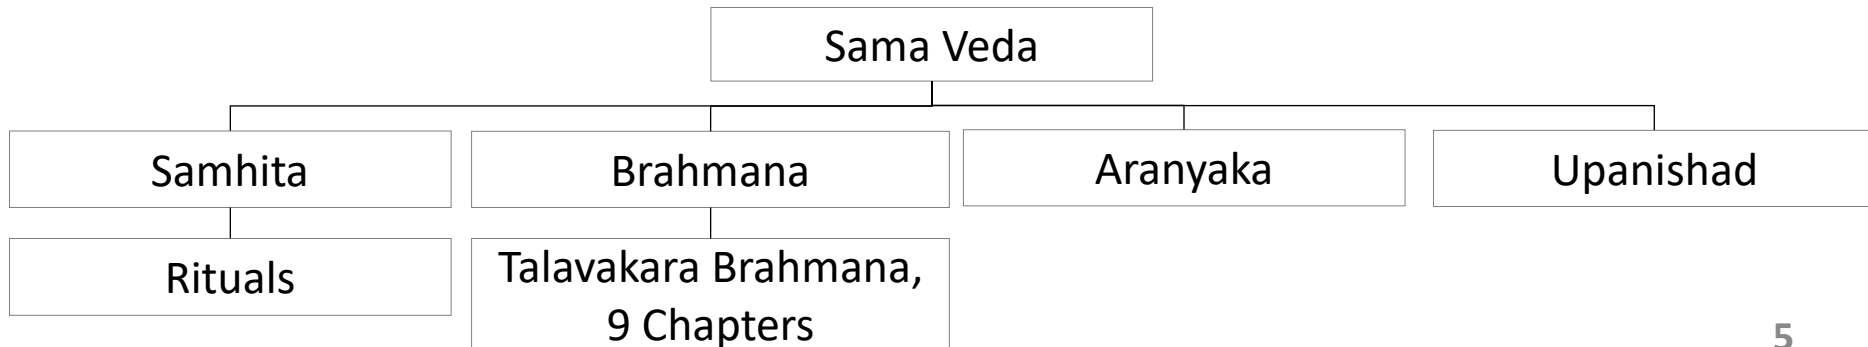 Sama Veda
Samhita
Brahmana
Aranyaka
Upanishad
Rituals
Talavakara Brahmana,
9 Chapters
5